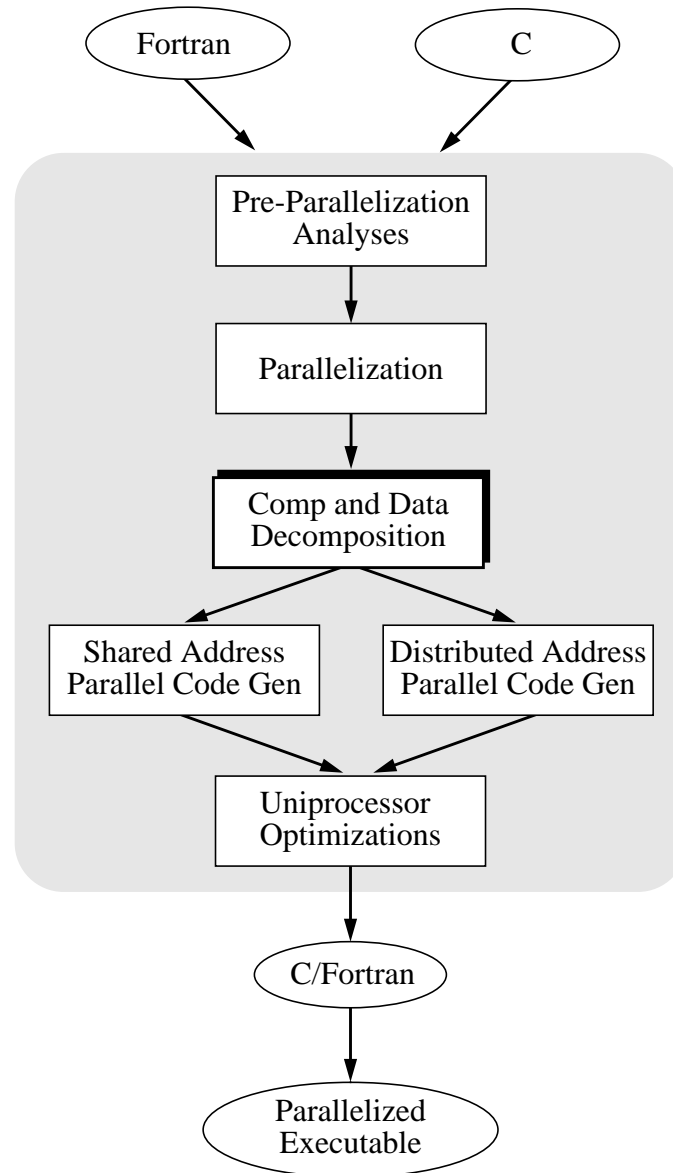 Fortran
C
Pre-Parallelization
Analyses
Parallelization
Comp and Data
Decomposition
Shared Address
Parallel Code Gen
Distributed Address
Parallel Code Gen
Uniprocessor
Optimizations
C/Fortran
Parallelized
Executable